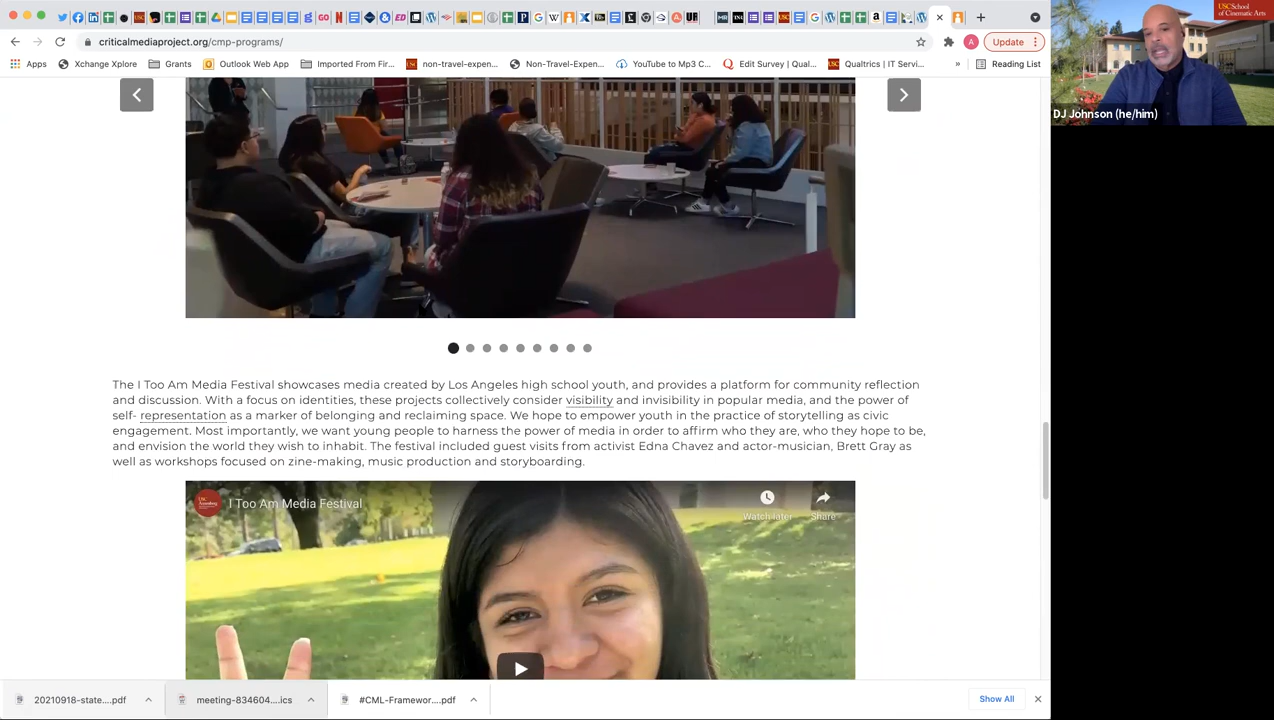 criticalmediaproject.org/cmp-programs/
Update
Apps
Xchange Xplore
Grants
Outlook Web App
Imported From Fir...
non-travel-expen...
Non-Travel-Expen...
YouTube to Mp3 C...
Edit Survey | Qual...
Qualtrics | IT Servic...
»
Reading List
USC School
of Cinematic Arts
DJ Johnson (he/him)
The I Too Am Media Festival showcases media created by Los Angeles high school youth, and provides a platform for community reflection
and discussion. With a focus on identities, these projects collectively consider visibility and invisibility in popular media, and the power of
self- representation as a marker of belonging and reclaiming space. We hope to empower youth in the practice of storytelling as civic
engagement. Most importantly, we want young people to harness the power of media in order to affirm who they are, who they hope to be,
and envision the world they wish to inhabit. The festival included guest visits from activist Edna Chavez and actor-musician, Brett Gray as
well as workshops focused on zine-making, music production and storyboarding.
I Too Am Media Festival
Watch later
Share
20210918-state....pdf
meeting-834604....ics
#CML-Framewor....pdf
Show All